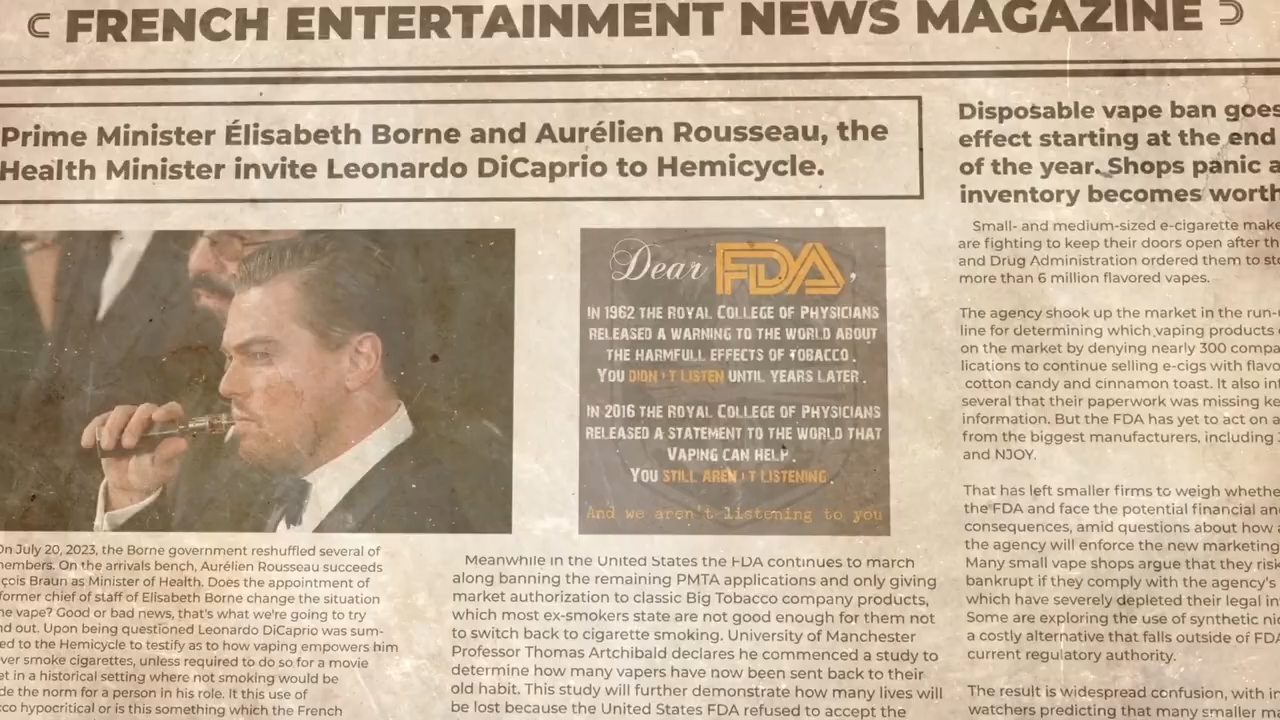 FRENCH ENTERTAINMENT NEWS MAGAZINE
Prime Minister Élisabeth Borne and Aurélien Rousseau, the
Health Minister invite Leonardo DiCaprio to Hemicycle.
Dear FDA,
IN 1962 THE ROYAL COLLEGE OF PHYSICIANS
RELEASED A WARNING TO THE WORLD ABOUT
THE HARMFULL EFFECTS OF TOBACCO.
YOU DIDN'T LISTEN UNTIL YEARS LATER.
IN 2016 THE ROYAL COLLEGE OF PHYSICIANS
RELEASED A STATEMENT TO THE WORLD THAT
VAPING CAN HELP.
YOU STILL AREN'T LISTENING.
And we aren't listening to you
On July 20, 2023, the Borne government reshuffled several of
members. On the arrivals bench, Aurélien Rousseau succeeds
çois Braun as Minister of Health. Does the appointment of
former chief of staff of Elisabeth Borne change the situation
he vape? Good or bad news, that's what we're going to try
nd out. Upon being questioned Leonardo DiCaprio was sum-
ed to the Hemicycle to testify as to how vaping empowers him
ver smoke cigarettes, unless required to do so for a movie
et in a historical setting where not smoking would be
de the norm for a person in his role. It this use of
cco hypocritical or is this something which the French
Meanwhile in the United States the FDA continues to march
along banning the remaining PMTA applications and only giving
market authorization to classic Big Tobacco company products,
which most ex-smokers state are not good enough for them not
to switch back to cigarette smoking. University of Manchester
Professor Thomas Artchibald declares he commenced a study to
determine how many vapers have now been sent back to their
old habit. This study will further demonstrate how many lives will
be lost because the United States FDA refused to accept the
Disposable vape ban goes
effect starting at the end
of the year. Shops panic a
inventory becomes worth
Small- and medium-sized e-cigarette make
are fighting to keep their doors open after th
and Drug Administration ordered them to sto
more than 6 million flavored vapes.
The agency shook up the market in the run-
line for determining which vaping products
on the market by denying nearly 300 compa
lications to continue selling e-cigs with flavo
cotton candy and cinnamon toast. It also in
several that their paperwork was missing ke
information. But the FDA has yet to act on a
from the biggest manufacturers, including
and NJOY.
That has left smaller firms to weigh whethe
the FDA and face the potential financial an
consequences, amid questions about how
the agency will enforce the new marketing
Many small vape shops argue that they risk
bankrupt if they comply with the agency's
which have severely depleted their legal in
Some are exploring the use of synthetic nic
a costly alternative that falls outside of FDA
current regulatory authority.
The result is widespread confusion, with in
watchers predicting that many smaller ma